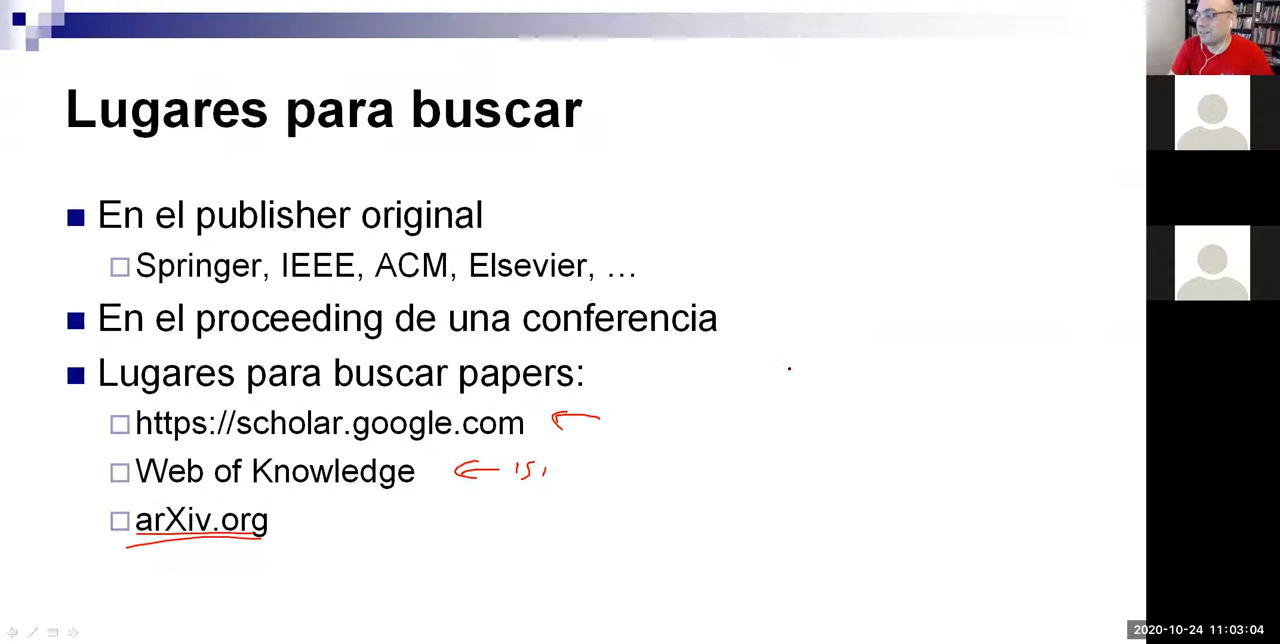 Lugares para buscar
En el publisher original
Springer, IEEE, ACM, Elsevier, …
En el proceeding de una conferencia
Lugares para buscar papers:
https://scholar.google.com
Web of Knowledge ISI
arXiv.org
2020-10-24 11:03:04